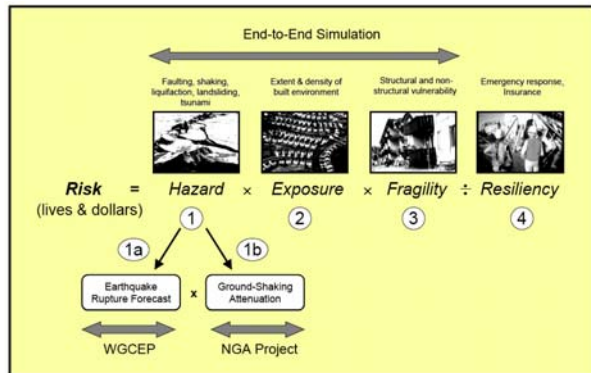 End-to-End Simulation
Faulting, shaking, liquifaction, landsliding, tsunami
Extent & density of built environment
Structural and non-structural vulnerability
Emergency response, Insurance
Risk = Hazard × Exposure × Fragility ÷ Resiliency
(lives & dollars)
1 2 3 4
1a 1b
Earthquake Rupture Forecast x Ground-Shaking Attenuation
WGCEP NGA Project